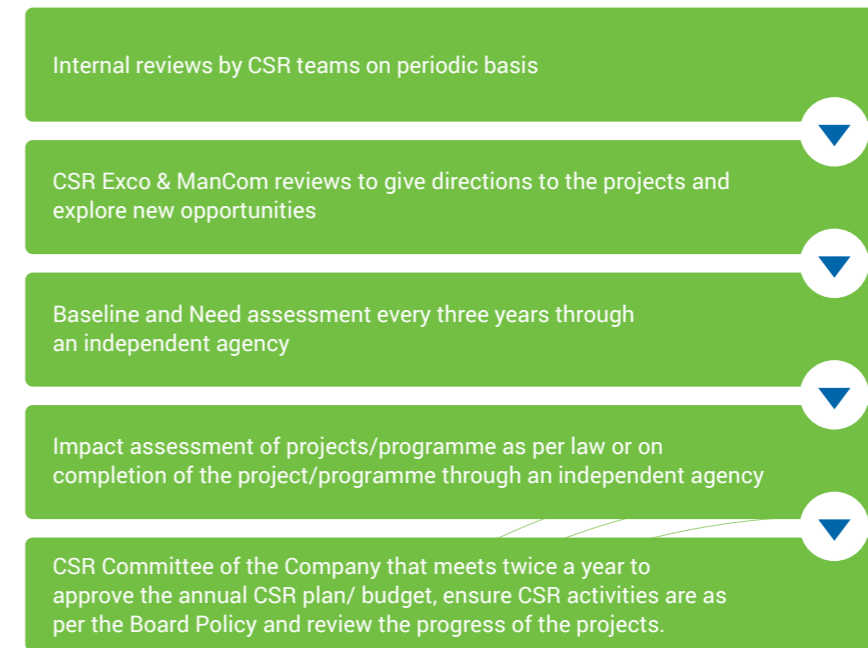 Internal reviews by CSR teams on periodic basis
CSR Exco & ManCom reviews to give directions to the projects and
explore new opportunities
Baseline and Need assessment every three years through
an independent agency
Impact assessment of projects/programme as per law or on
completion of the project/programme through an independent agency
CSR Committee of the Company that meets twice a year to
approve the annual CSR plan/ budget, ensure CSR activities are as
per the Board Policy and review the progress of the projects.